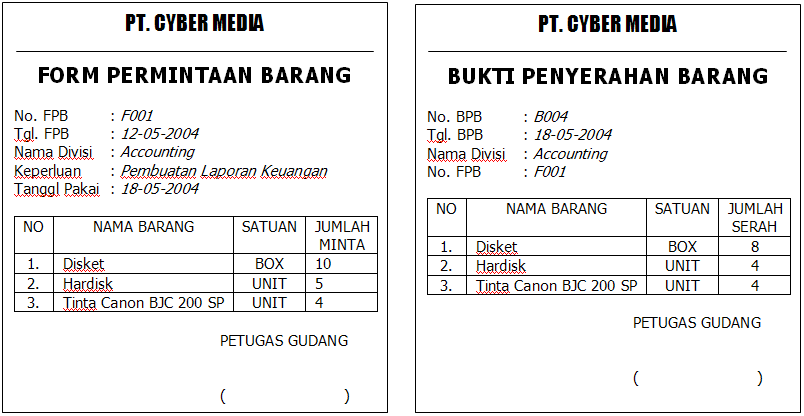 PT. CYBER MEDIA
FORM PERMINTAAN BARANG
No. FPB : F001
Tgl. FPB : 12-05-2004
Nama Divisi : Accounting
Keperluan : Pembuatan Laporan Keuangan
Tanggl Pakai : 18-05-2004
NO NAMA BARANG SATUAN JUMLAH MINTA
1. Disket BOX 10
2. Hardisk UNIT 5
3. Tinta Canon BJC 200 SP UNIT 4
PETUGAS GUDANG
( )
PT. CYBER MEDIA
BUKTI PENYERAHAN BARANG
No. BPB : B004
Tgl. BPB : 18-05-2004
Nama Divisi : Accounting
No. FPB : F001
NO NAMA BARANG SATUAN JUMLAH SERAH
1. Disket BOX 8
2. Hardisk UNIT 4
3. Tinta Canon BJC 200 SP UNIT 4
PETUGAS GUDANG
( )